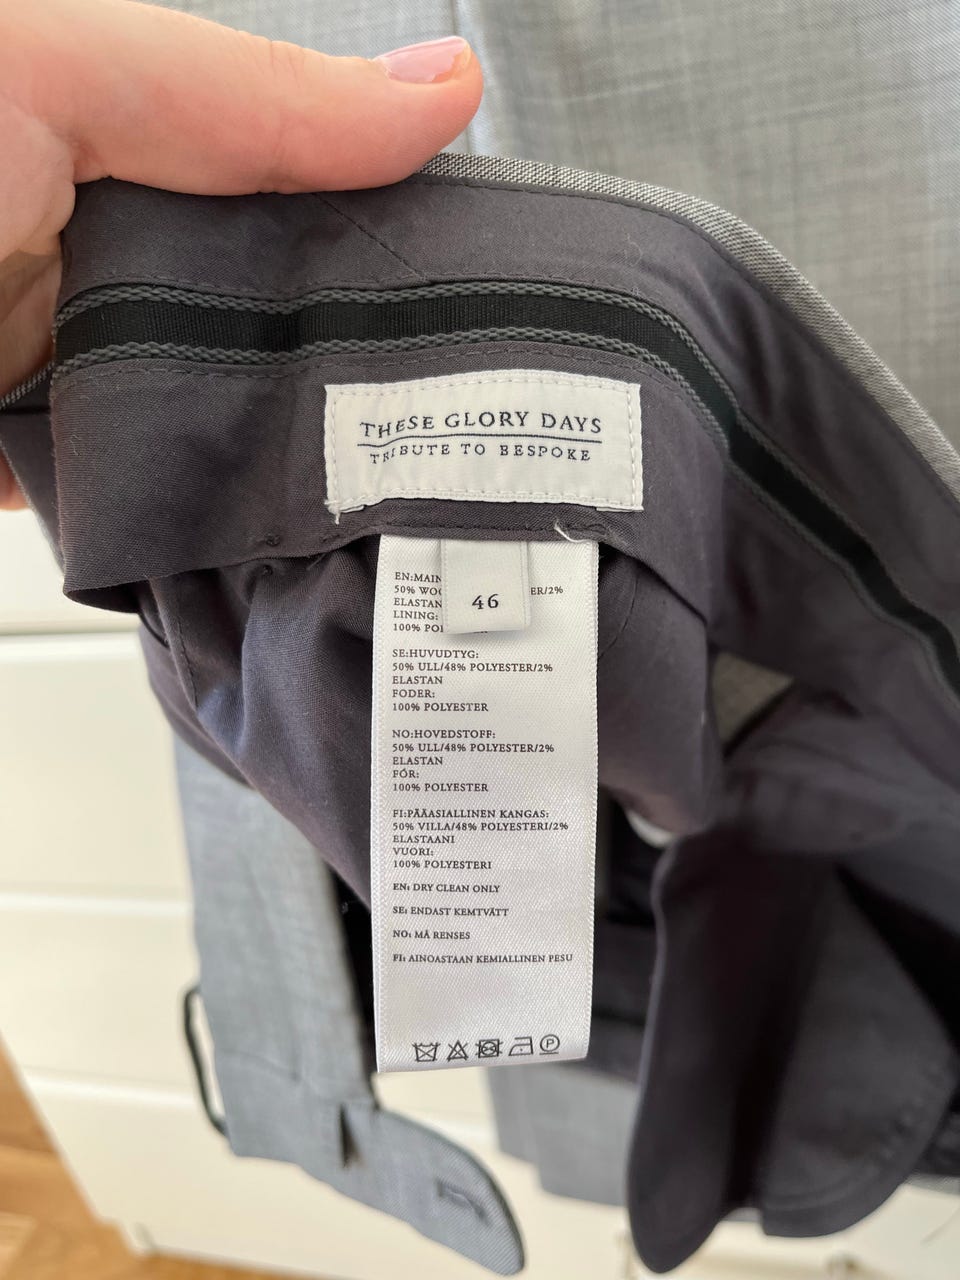 THESE GLORY DAYS
TRIBUTE TO BESPOKE
46
EN:MAIN
50% ER/2%
ELASTAN
LINING:
100%
SE:HUVUDTYG:
50% ULL/48% POLYESTER/2%
ELASTAN
FODER:
100% POLYESTER
NO:HOVEDSTOFF:
50% ULL/48% POLYESTER/2%
ELASTAN
FÓR:
100% POLYESTER
FI:PÄÄASIALLINEN KANGAS:
50% VILLA/48% POLYESTERI/2%
ELASTAANI
VUORI:
100% POLYESTERI
EN: DRY CLEAN ONLY
SE: ENDAST KEMTVÄTT
NO: MÅ RENSES
FI: AINOASTAAN KEMIALLINEN PESU
P